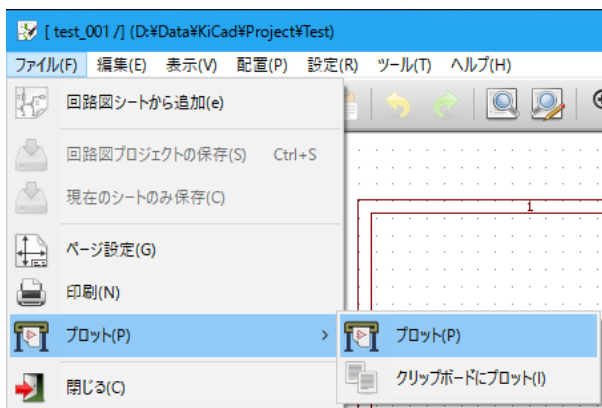 [ test_001 /] (D:¥Data¥KiCad¥Project¥Test)
ファイル(F) 編集(E) 表示(V) 配置(P) 設定(R) ツール(T) ヘルプ(H)
回路図シートから追加(e)
回路図プロジェクトの保存(S) Ctrl+S
現在のシートのみ保存(C)
ページ設定(G)
印刷(N)
プロット(P) >
プロット(P)
クリップボードにプロット(I)
閉じる(C)
1